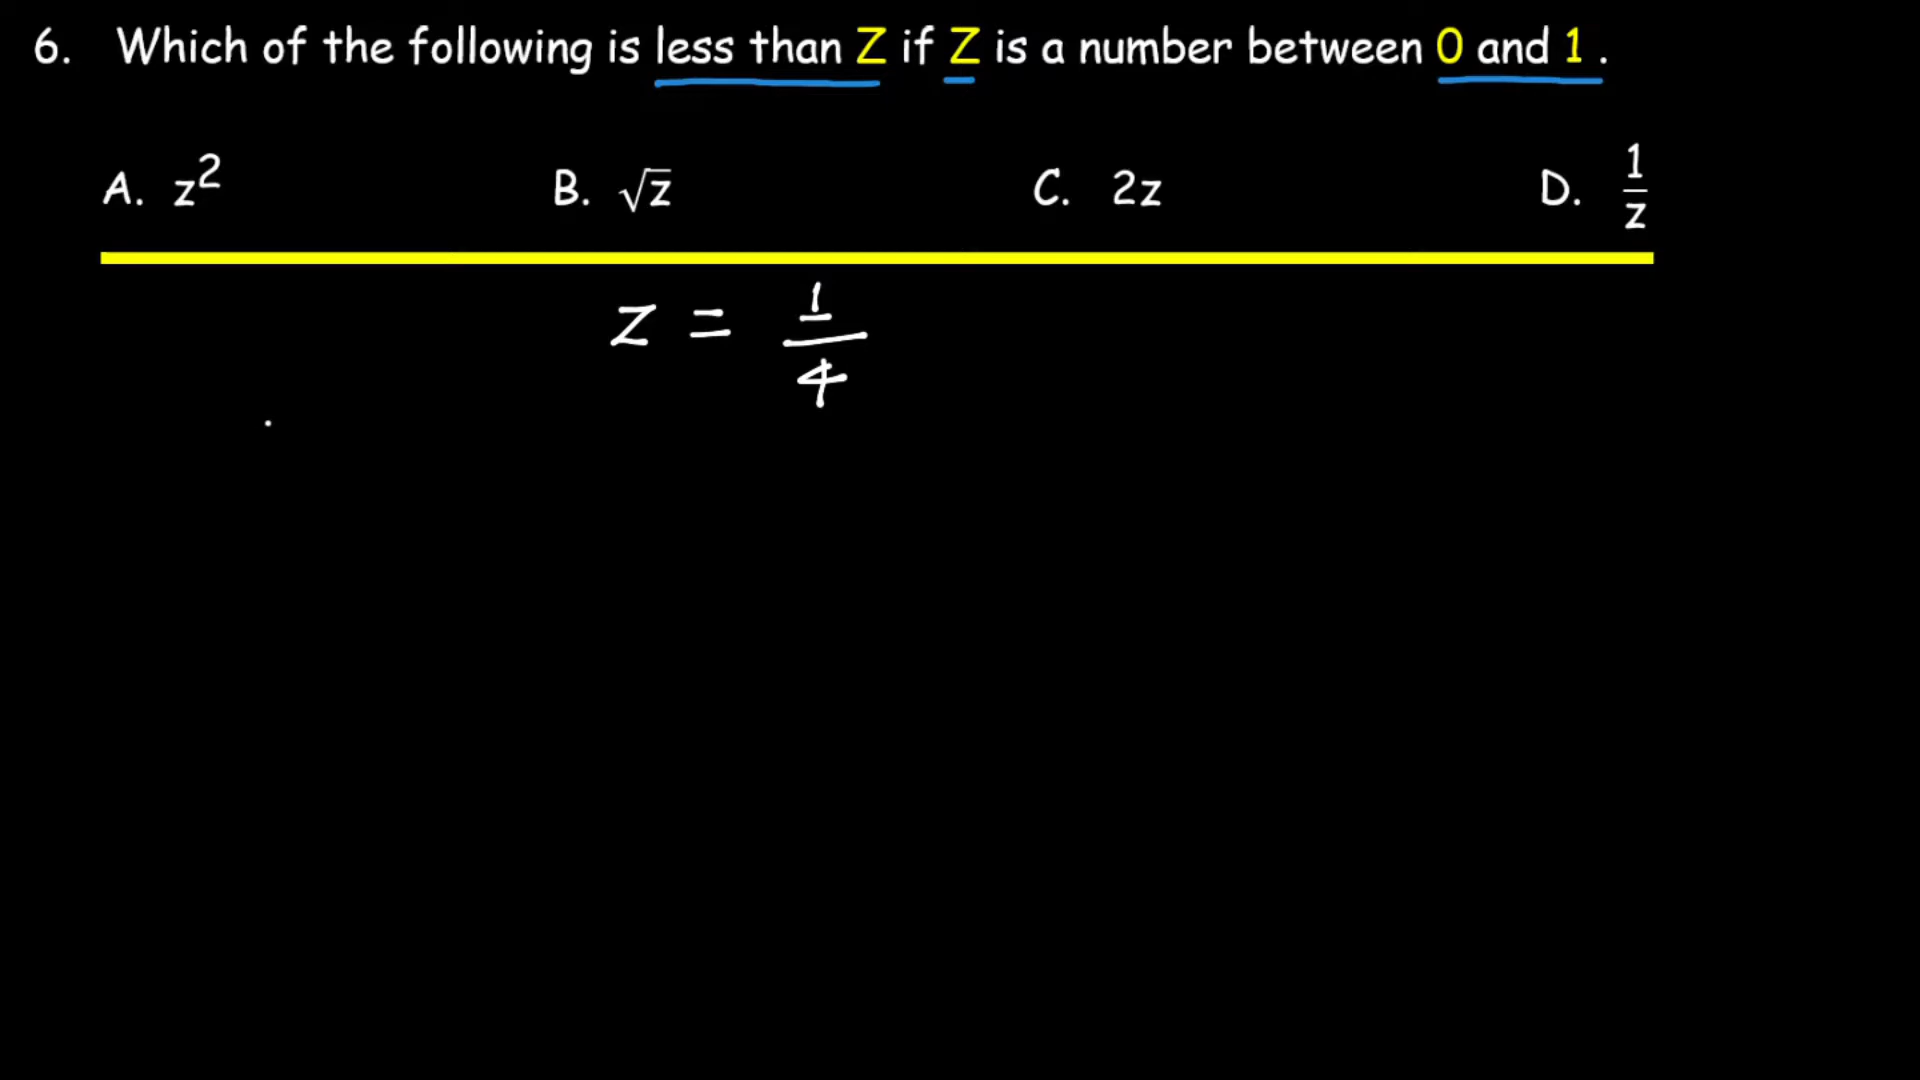 6. Which of the following is less than Z if Z is a number between 0 and 1 .
A. z² B. √z C. 2z D. 1/z
z = 1/4